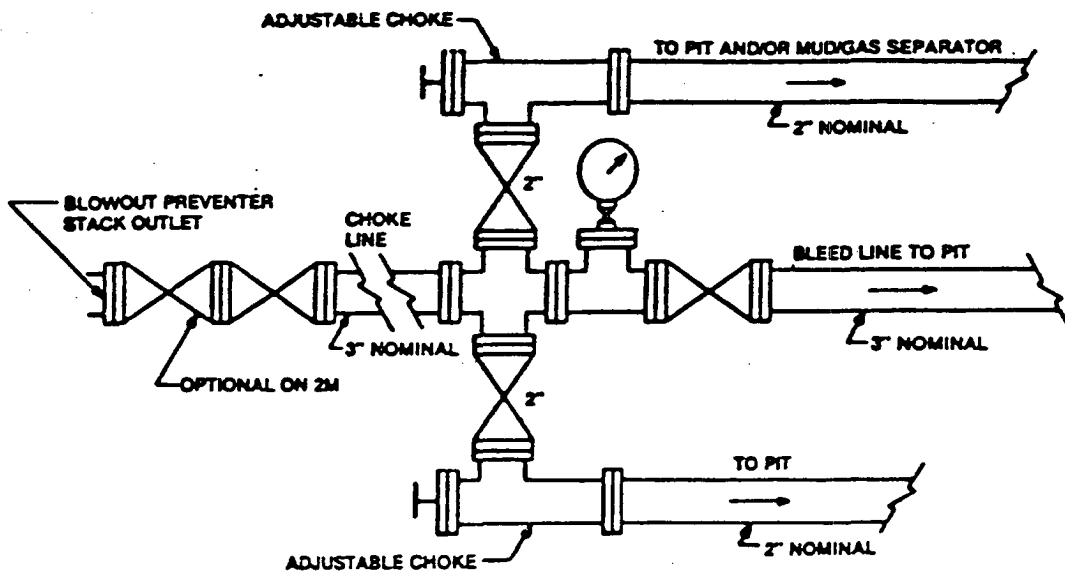 ADJUSTABLE CHOKE
TO PIT AND/OR MUD/GAS SEPARATOR
2" NOMINAL
2"
BLOWOUT PREVENTER
STACK OUTLET
CHOKE
LINE
BLEED LINE TO PIT
3" NOMINAL
3" NOMINAL
OPTIONAL ON 2M
2"
TO PIT
2" NOMINAL
ADJUSTABLE CHOKE